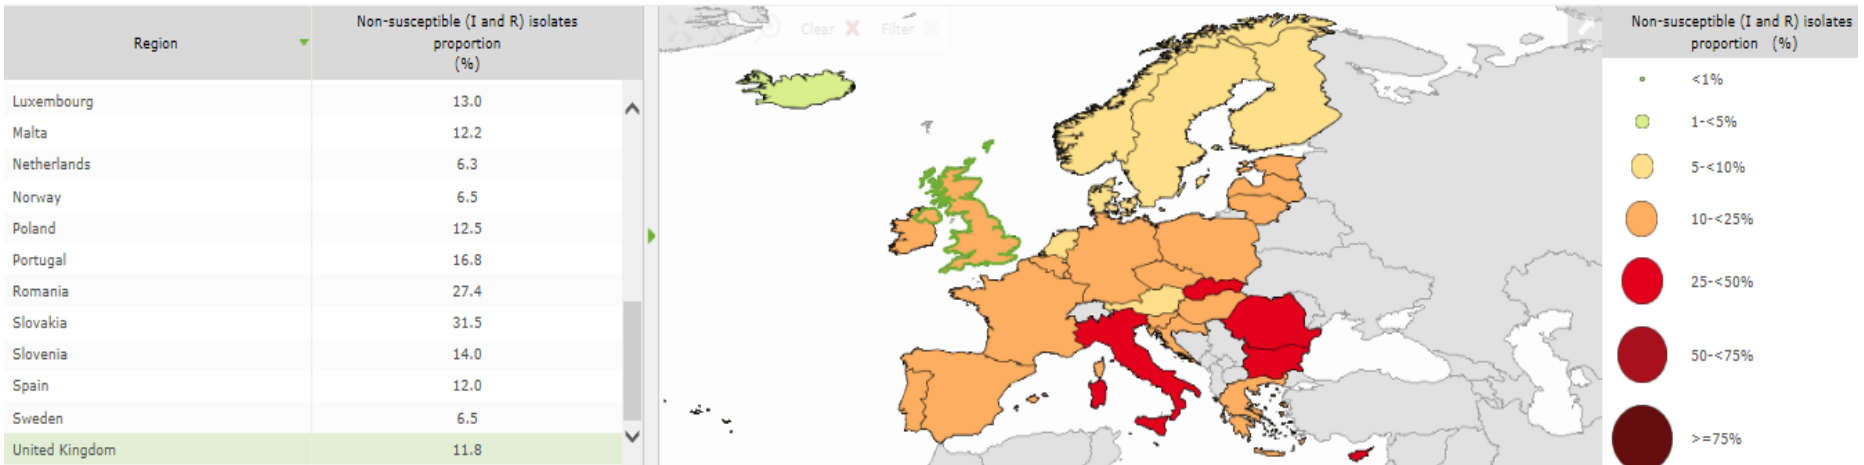 Region
Non-susceptible (I and R) isolates
proportion
(%)
Luxembourg 13.0
Malta 12.2
Netherlands 6.3
Norway 6.5
Poland 12.5
Portugal 16.8
Romania 27.4
Slovakia 31.5
Slovenia 14.0
Spain 12.0
Sweden 6.5
United Kingdom 11.8
Clear Filter
Non-susceptible (I and R) isolates
proportion (%)
<1%
1-<5%
5-<10%
10-<25%
25-<50%
50-<75%
>=75%